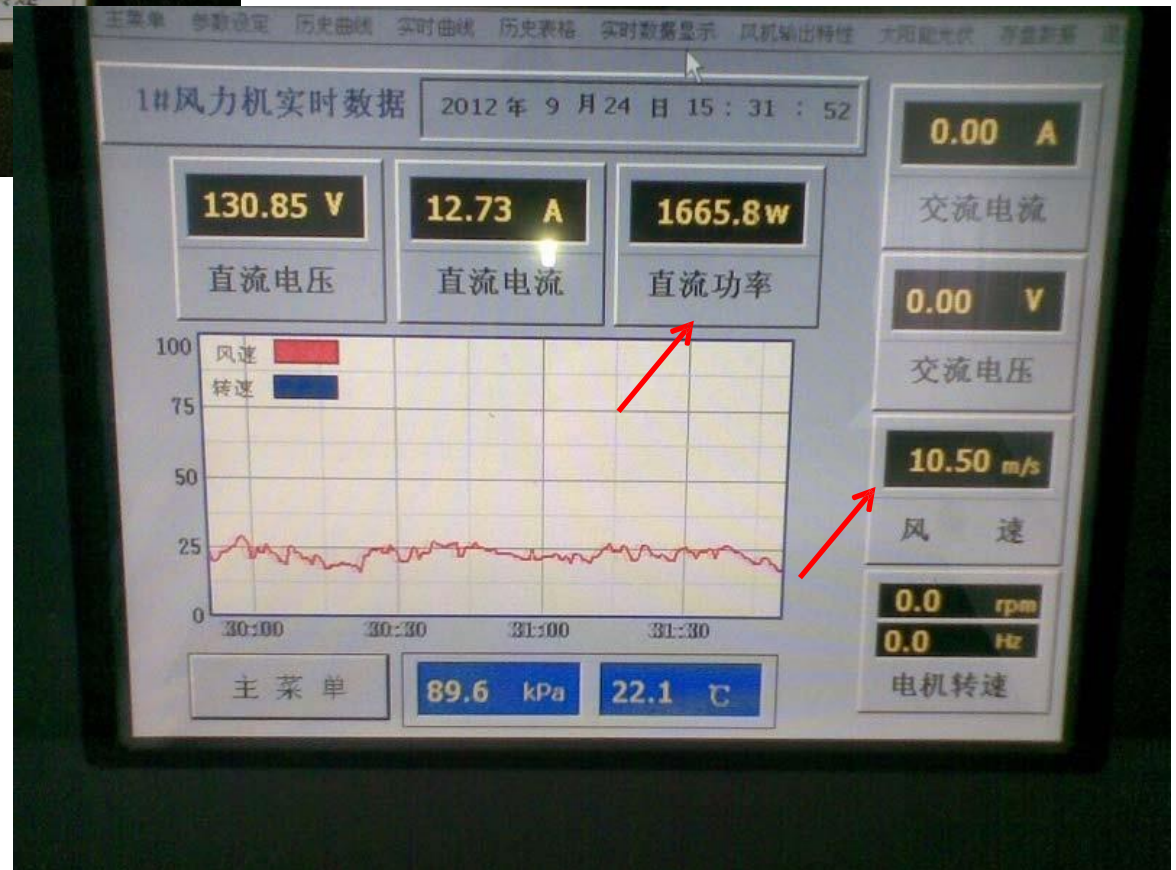 主菜单 参数设定 历史曲线 实时曲线 历史表格 实时数据显示 风机输出特性 太阳能光伏 存盘数据
1#风力机实时数据 2012 年 9 月 24 日 15 : 31 : 52
0.00 A
交流电流
130.85 V 12.73 A 1665.8 w
直流电压 直流电流 直流功率
0.00 V
交流电压
100
风速
转速
75
50
25
0
30:00 30:30 31:00 31:30
10.50 m/s
风 速
0.0 rpm
0.0 Hz
电机转速
主 菜 单 89.6 kPa 22.1 ℃